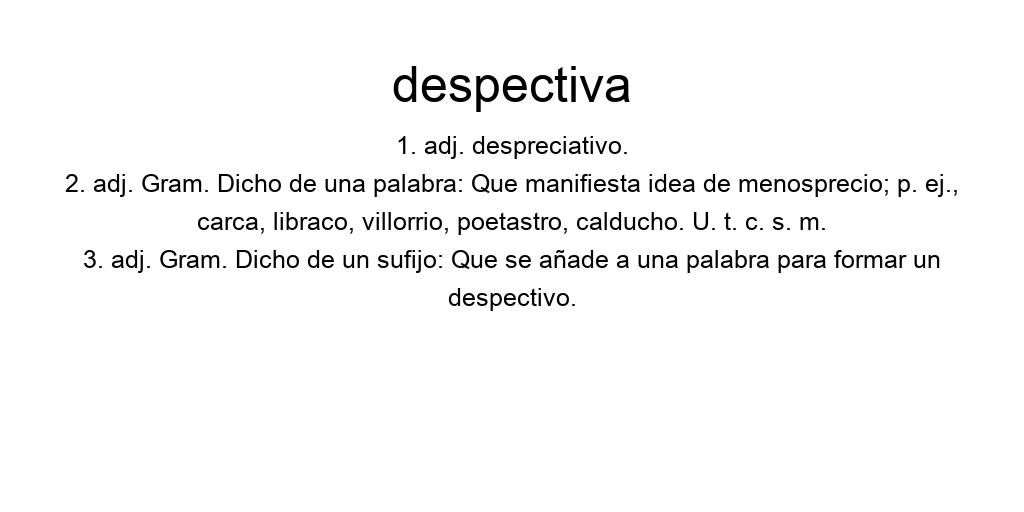 despectiva
1. adj. despreciativo.
2. adj. Gram. Dicho de una palabra: Que manifiesta idea de menosprecio; p. ej.,
carca, libraco, villorrio, poetastro, calducho. U. t. c. s. m.
3. adj. Gram. Dicho de un sufijo: Que se añade a una palabra para formar un
despectivo.